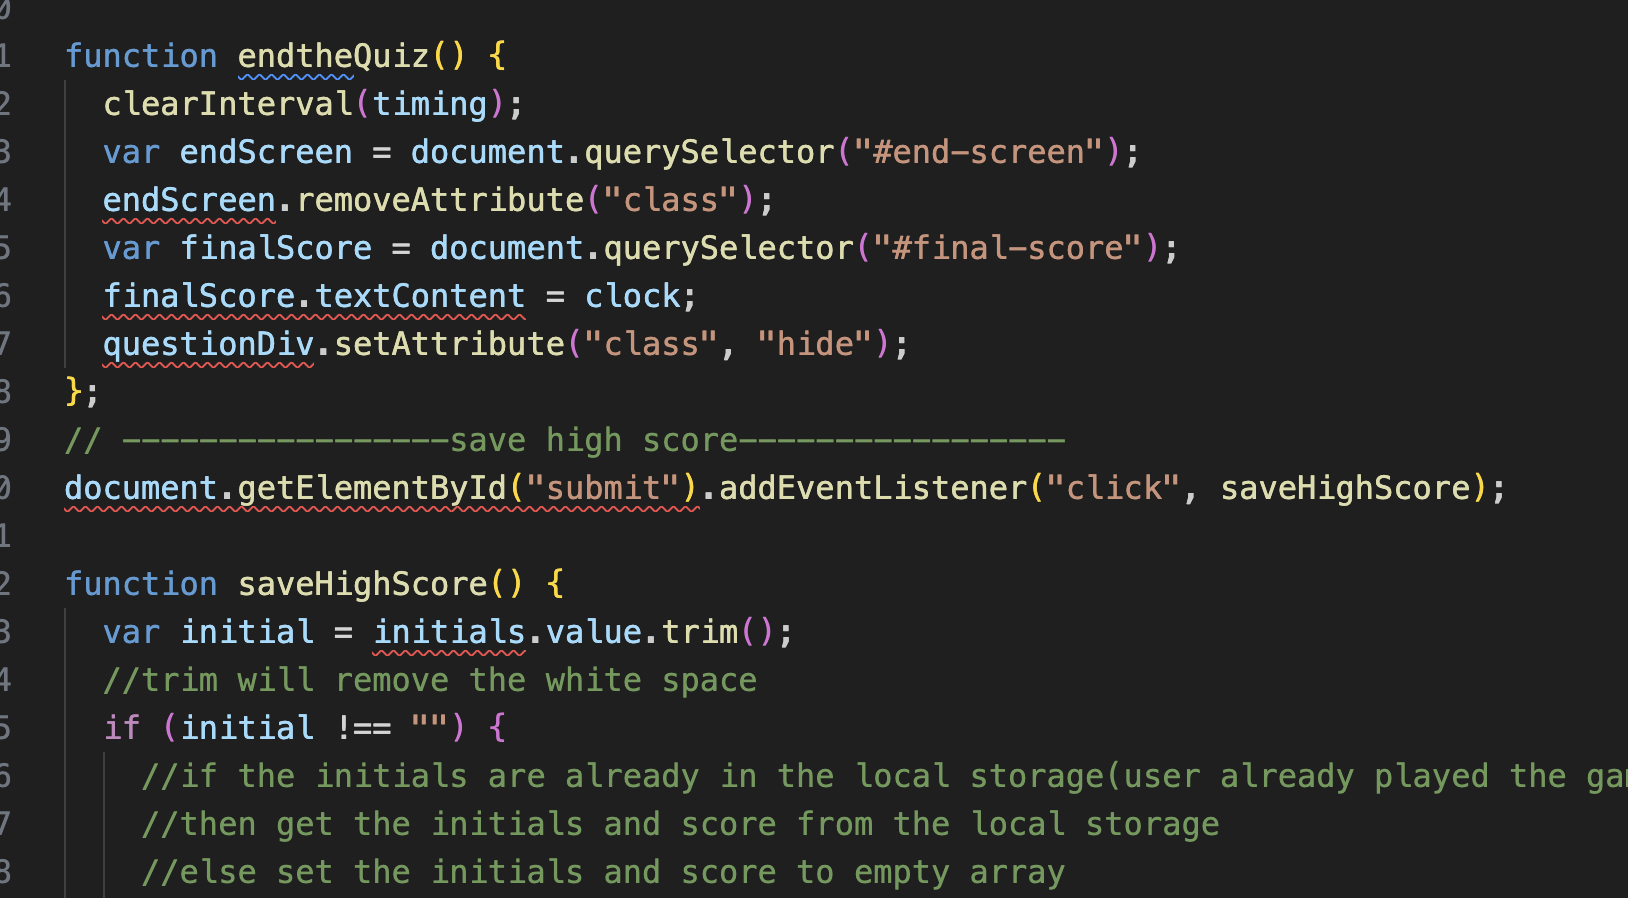 0
1 function endtheQuiz() {
2 clearInterval(timing);
3 var endScreen = document.querySelector("#end-screen");
4 endScreen.removeAttribute("class");
5 var finalScore = document.querySelector("#final-score");
6 finalScore.textContent = clock;
7 questionDiv.setAttribute("class", "hide");
8 };
9 // -----------------save high score-----------------
0 document.getElementById("submit").addEventListener("click", saveHighScore);
1
2 function saveHighScore() {
3 var initial = initials.value.trim();
4 //trim will remove the white space
5 if (initial !== "") {
6 //if the initials are already in the local storage(user already played the
7 //then get the initials and score from the local storage
8 //else set the initials and score to empty array